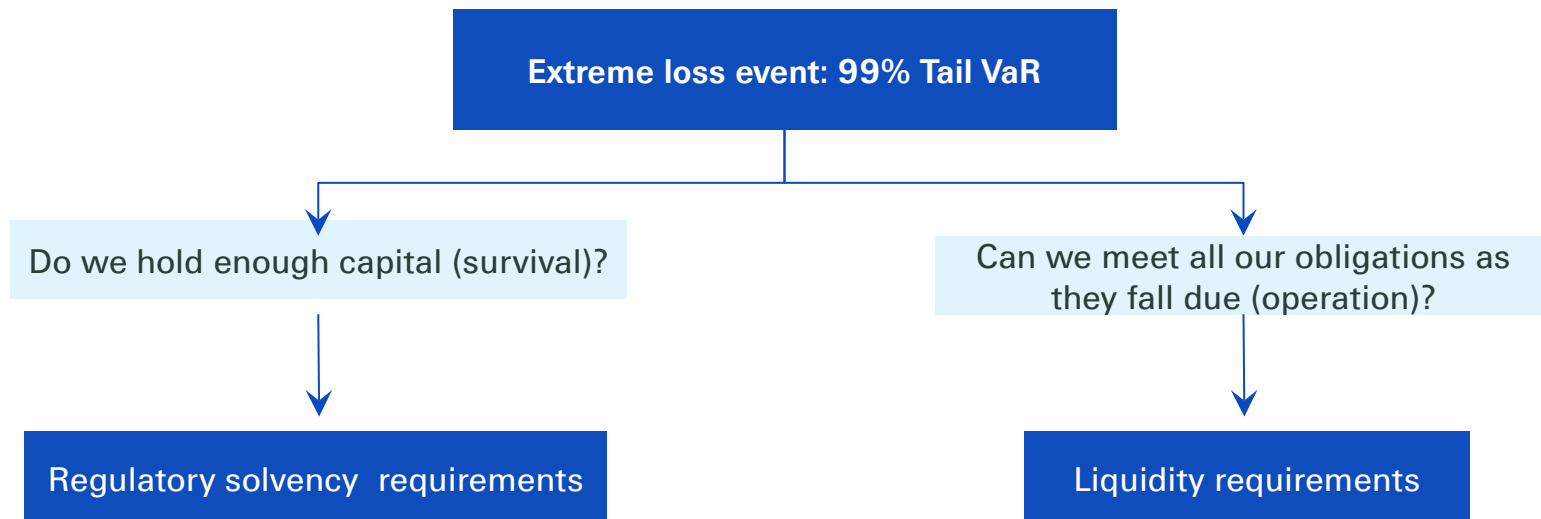 Extreme loss event: 99% Tail VaR
Do we hold enough capital (survival)?
Can we meet all our obligations as
they fall due (operation)?
Regulatory solvency requirements
Liquidity requirements